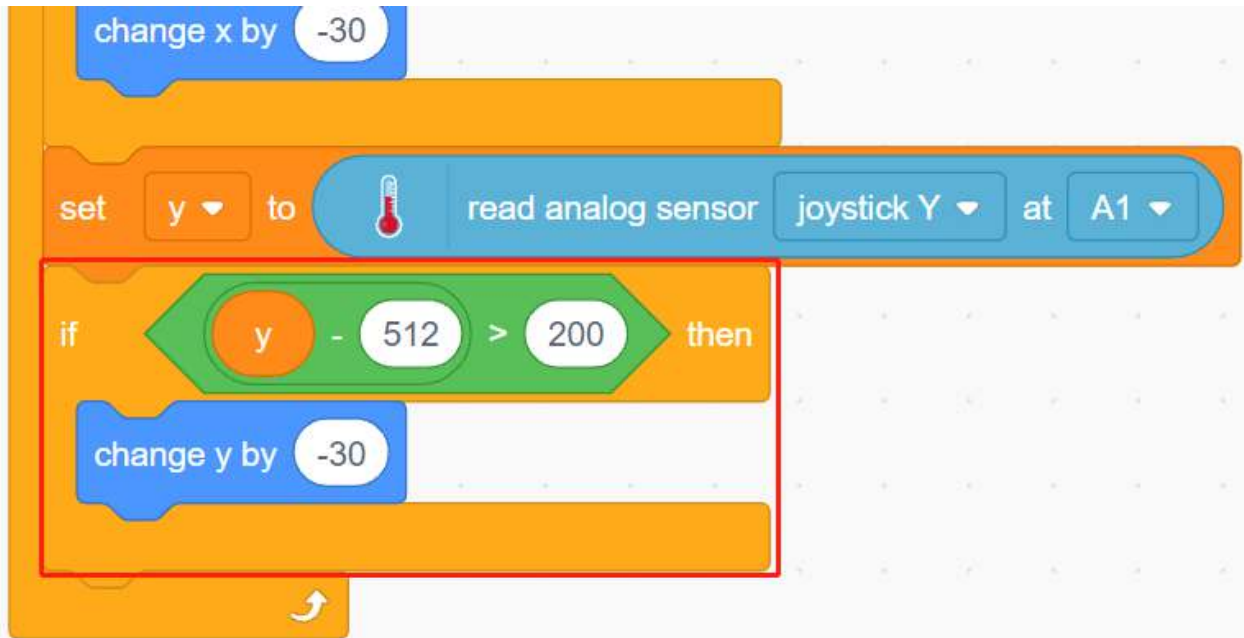 change x by -30
set y to read analog sensor joystick Y at A1
if y - 512 > 200 then
change y by -30